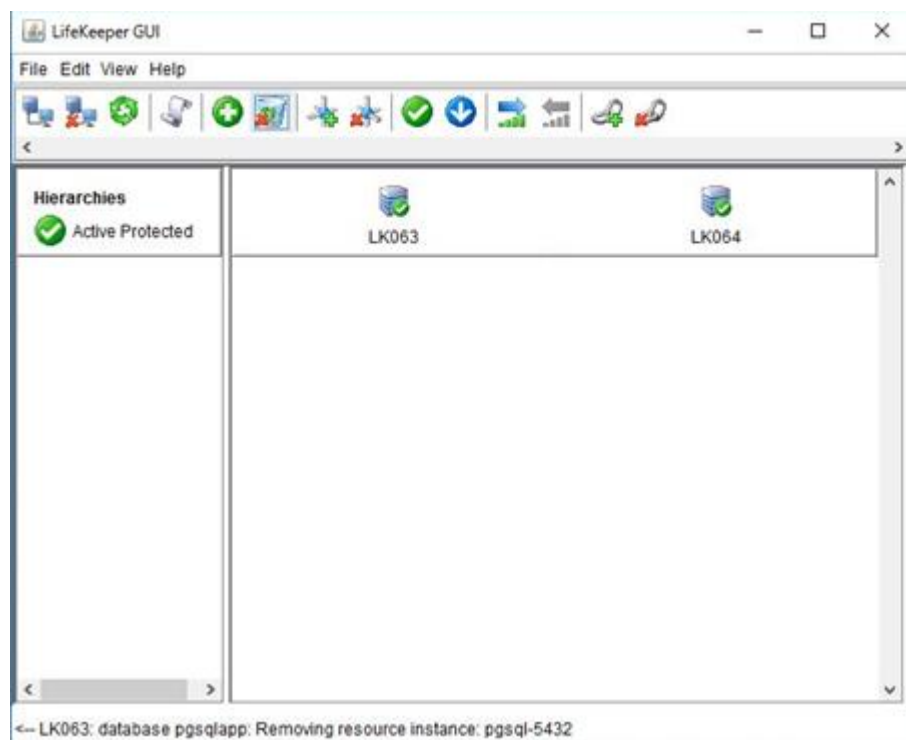 LifeKeeper GUI
File Edit View Help
Hierarchies
Active Protected
LK063 LK064
<-- LK063: database pgsqlapp: Removing resource instance: pgsql-5432